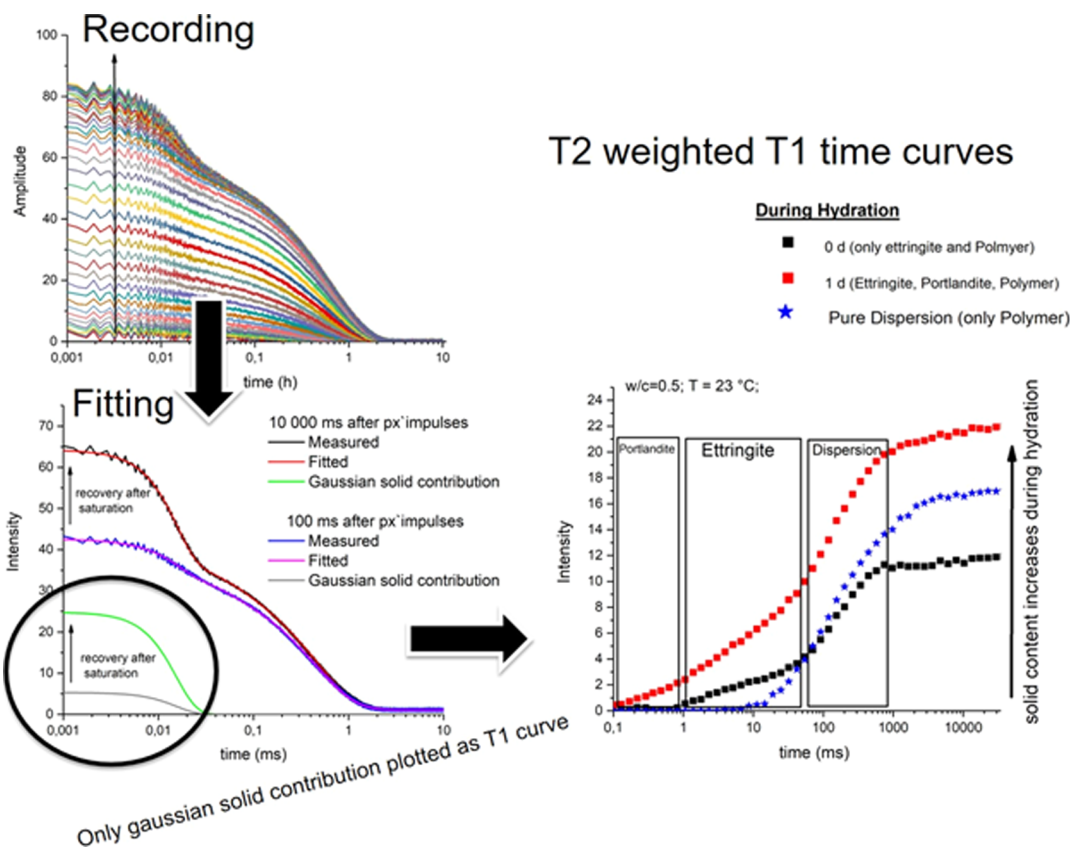 Recording
100
80
60
40
20
0
Amplitude
0,001
0,01
0,1
1
10
time (h)
T2 weighted T1 time curves
During Hydration
0 d (only ettringite and Polmyer)
1 d (Ettringite, Portlandite, Polymer)
Pure Dispersion (only Polymer)
Fitting
70
60
50
40
30
20
10
0
Intensity
0,001
0,01
0,1
1
10
time (ms)
10 000 ms after px`impulses
Measured
Fitted
Gaussian solid contribution
100 ms after px`impulses
Measured
Fitted
Gaussian solid contribution
recovery after
saturation
recovery after
saturation
Only gaussian solid contribution plotted as T1 curve
w/c=0.5; T = 23 °C;
24
22
20
18
16
14
12
10
8
6
4
2
0
Intensity
Portlandite
Ettringite
Dispersion
0,1
1
10
100
1000
10000
time (ms)
solid content increases during hydration